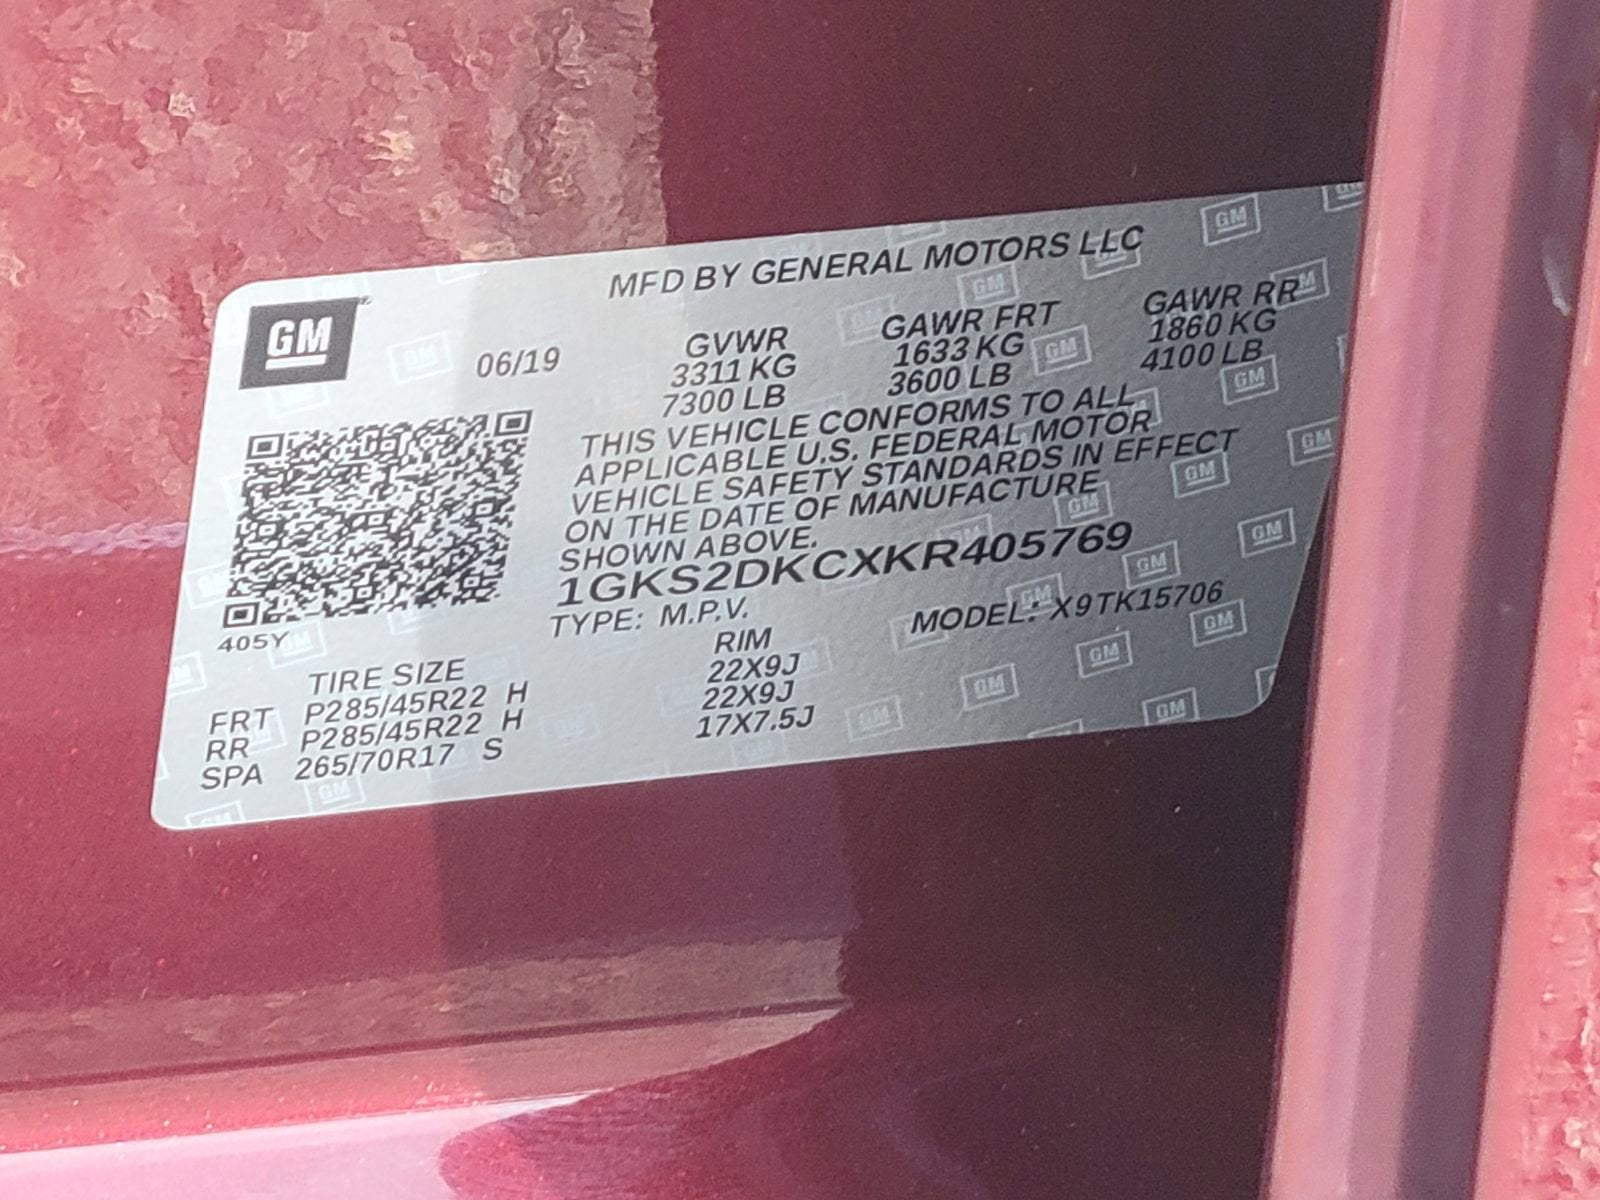 MFD BY GENERAL MOTORS LLC
GM
06/19
GVWR GAWR FRT GAWR RR
3311 KG 1633 KG 1860 KG
7300 LB 3600 LB 4100 LB
THIS VEHICLE CONFORMS TO ALL
APPLICABLE U.S. FEDERAL MOTOR
VEHICLE SAFETY STANDARDS IN EFFECT
ON THE DATE OF MANUFACTURE
SHOWN ABOVE.
1GKS2DKCXKR405769
405Y
TYPE: M.P.V. MODEL: X9TK15706
TIRE SIZE RIM
FRT P285/45R22 H 22X9J
RR P285/45R22 H 22X9J
SPA 265/70R17 S 17X7.5J